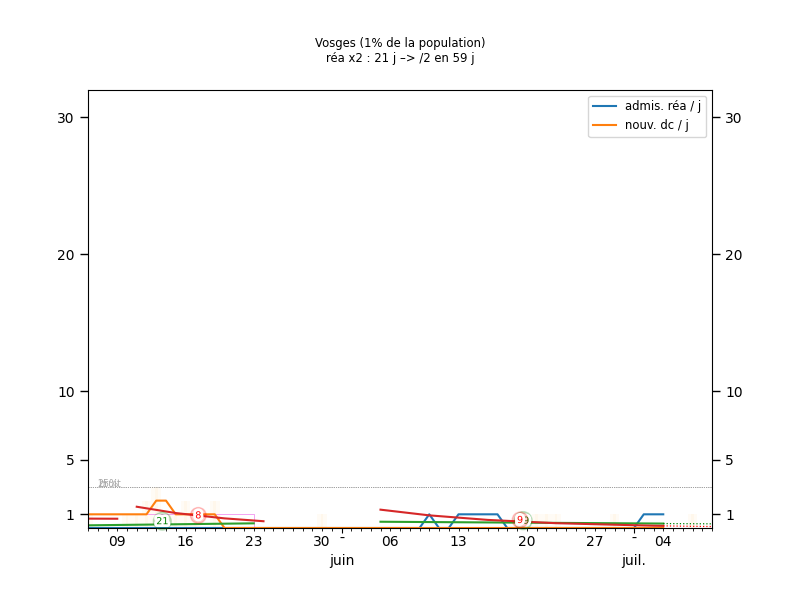 Vosges (1% de la population)
réa x2 : 21 j –> /2 en 59 j
admis. réa / j
nouv. dc / j
30 30
20 20
10 10
5 5
1 1
21 8 9
09 16 23 30 - 06 13 20 27 - 04
juin juil.